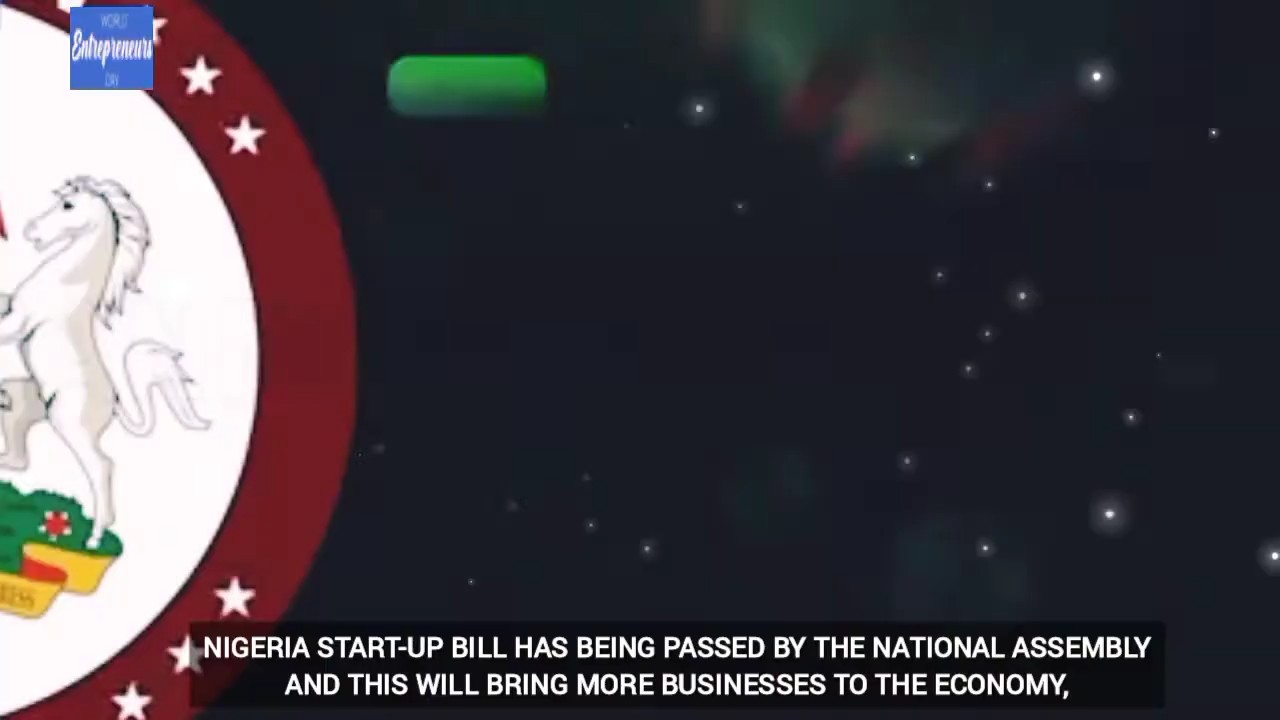 WORLD
Entrepreneurs
DAY
NIGERIA START-UP BILL HAS BEING PASSED BY THE NATIONAL ASSEMBLY
AND THIS WILL BRING MORE BUSINESSES TO THE ECONOMY,